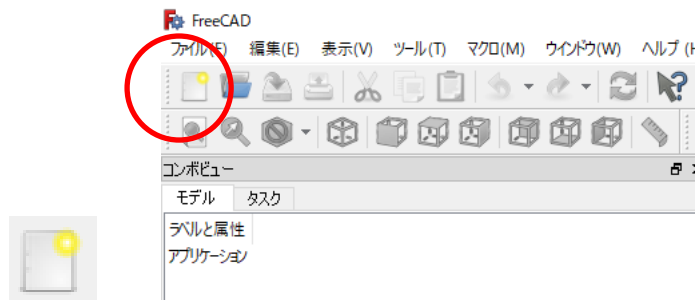 FreeCAD
ファイル(F) 編集(E) 表示(V) ツール(T) マクロ(M) ウインドウ(W) ヘルプ (H
コンボビュー
モデル タスク
ラベルと属性
アプリケーション